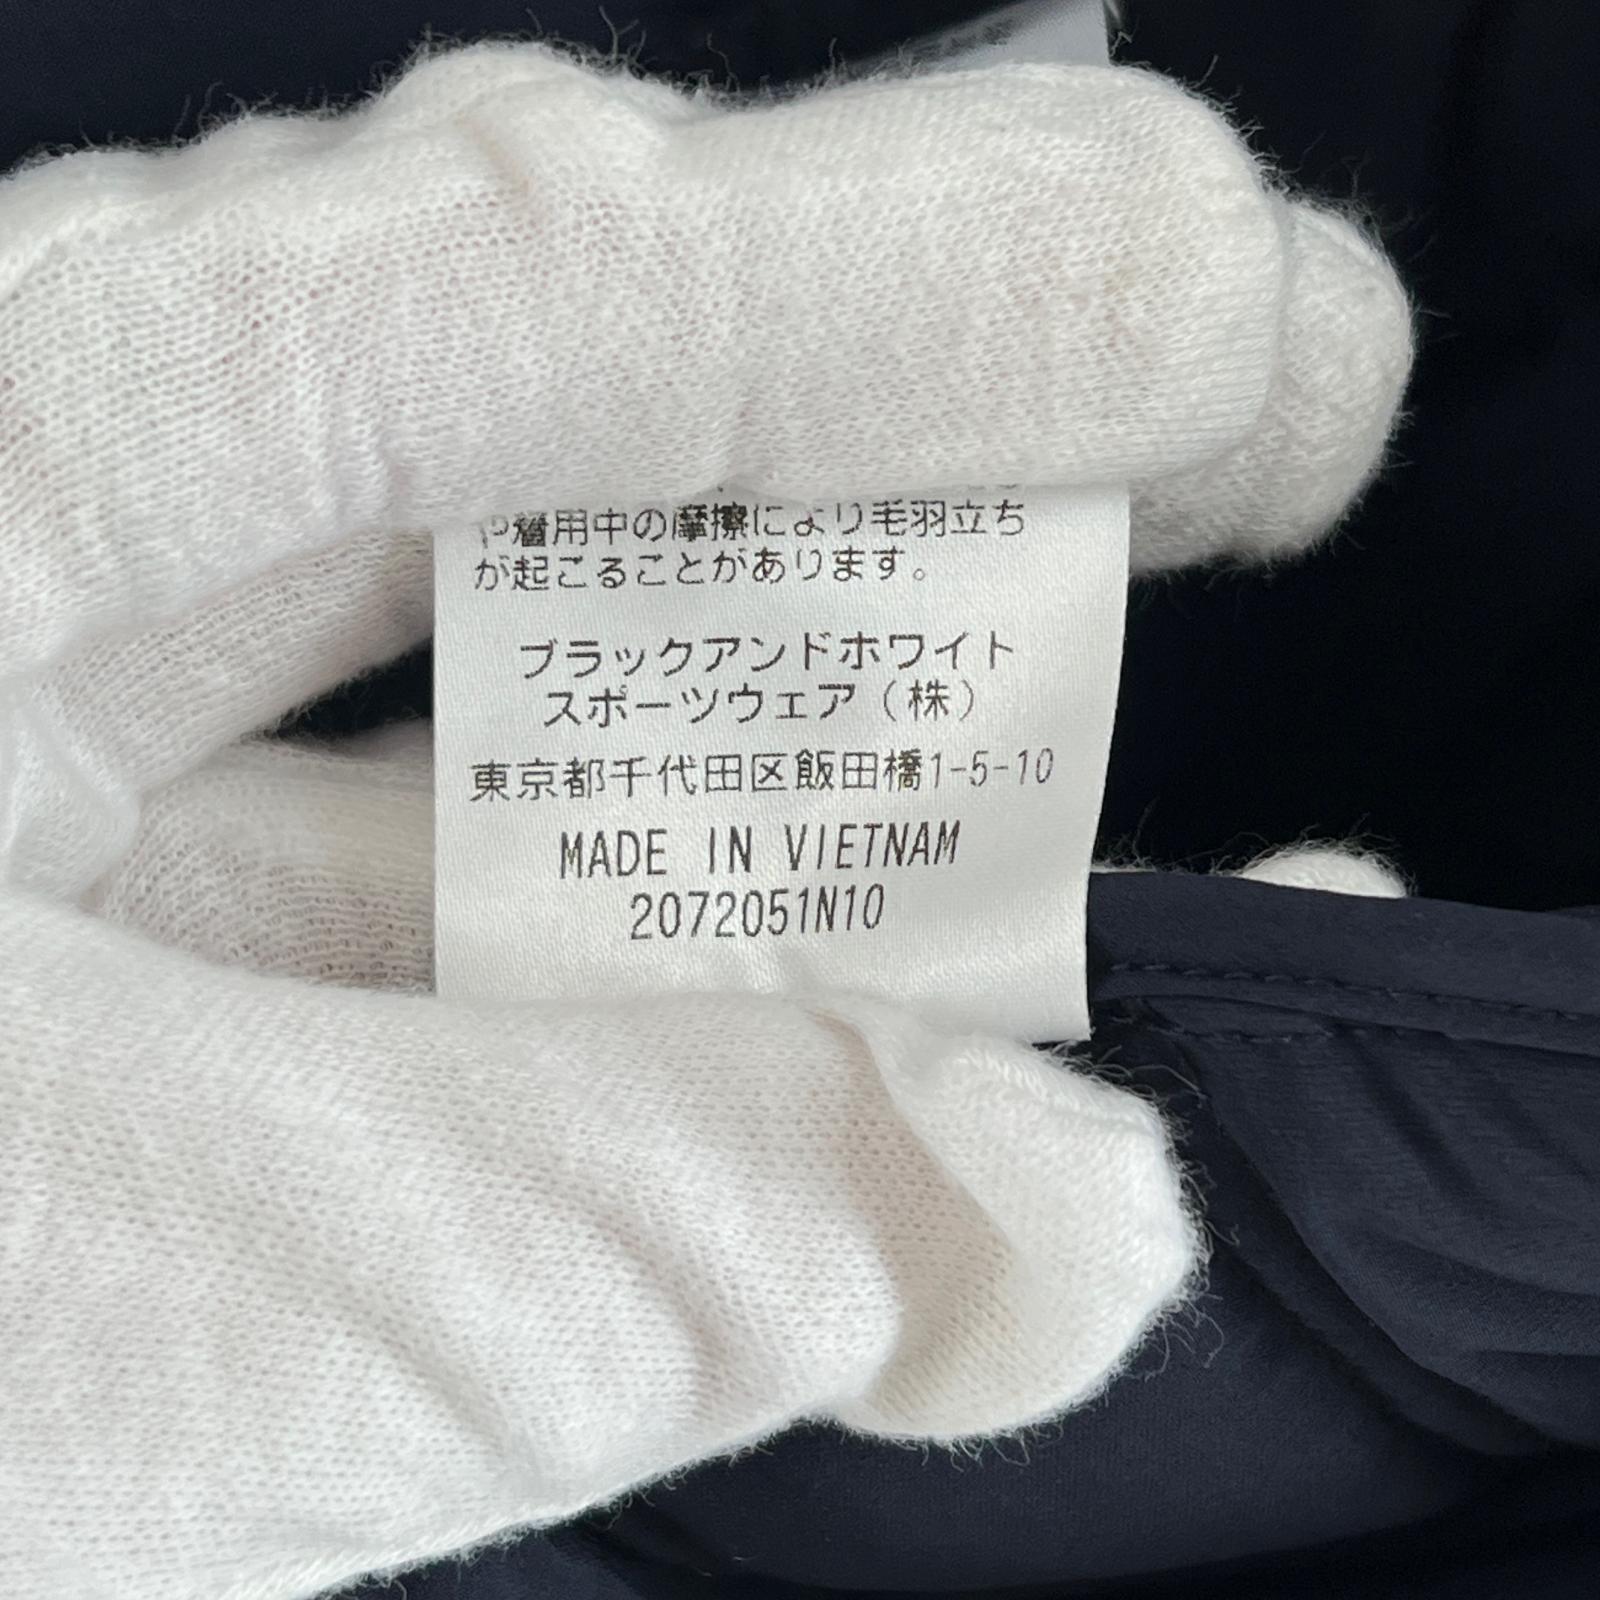 や着用中の摩擦により毛羽立ち
が起こることがあります。
ブラックアンドホワイト
スポーツウェア（株）
東京都千代田区飯田橋1-5-10
MADE IN VIETNAM
2072051N10